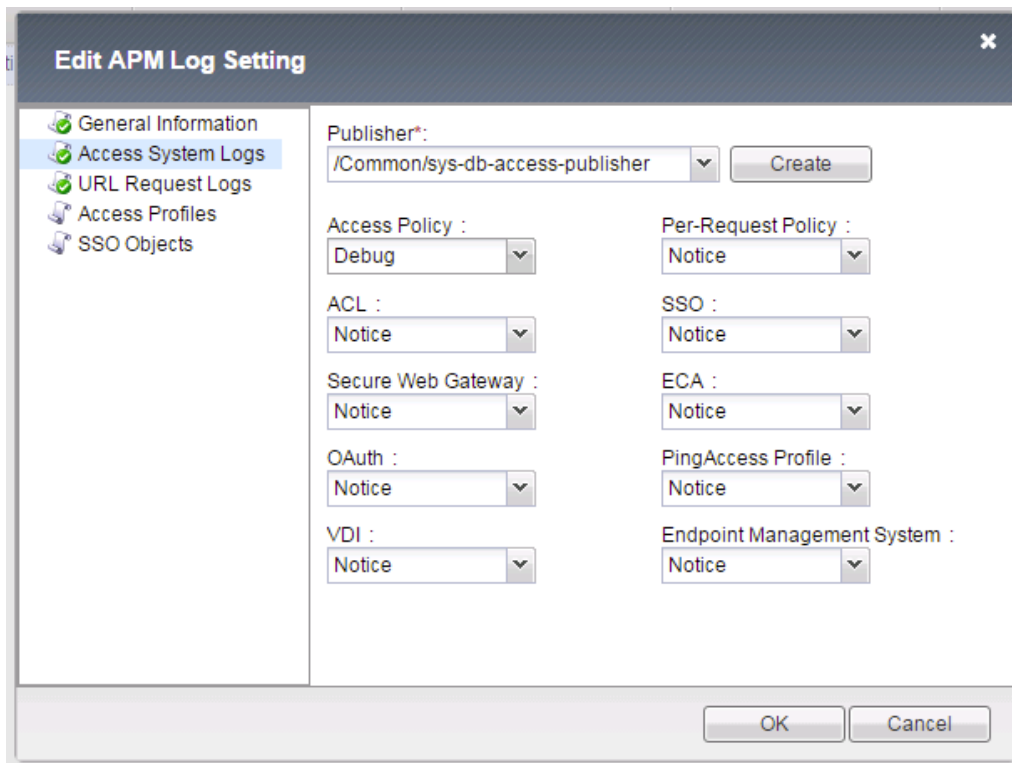 Edit APM Log Setting
ti
General Information
Access System Logs
URL Request Logs
Access Profiles
SSO Objects
Publisher*:
/Common/sys-db-access-publisher
Create
Access Policy :
Debug
Per-Request Policy :
Notice
ACL :
Notice
SSO :
Notice
Secure Web Gateway :
Notice
ECA :
Notice
OAuth :
Notice
PingAccess Profile :
Notice
VDI :
Notice
Endpoint Management System :
Notice
OK
Cancel